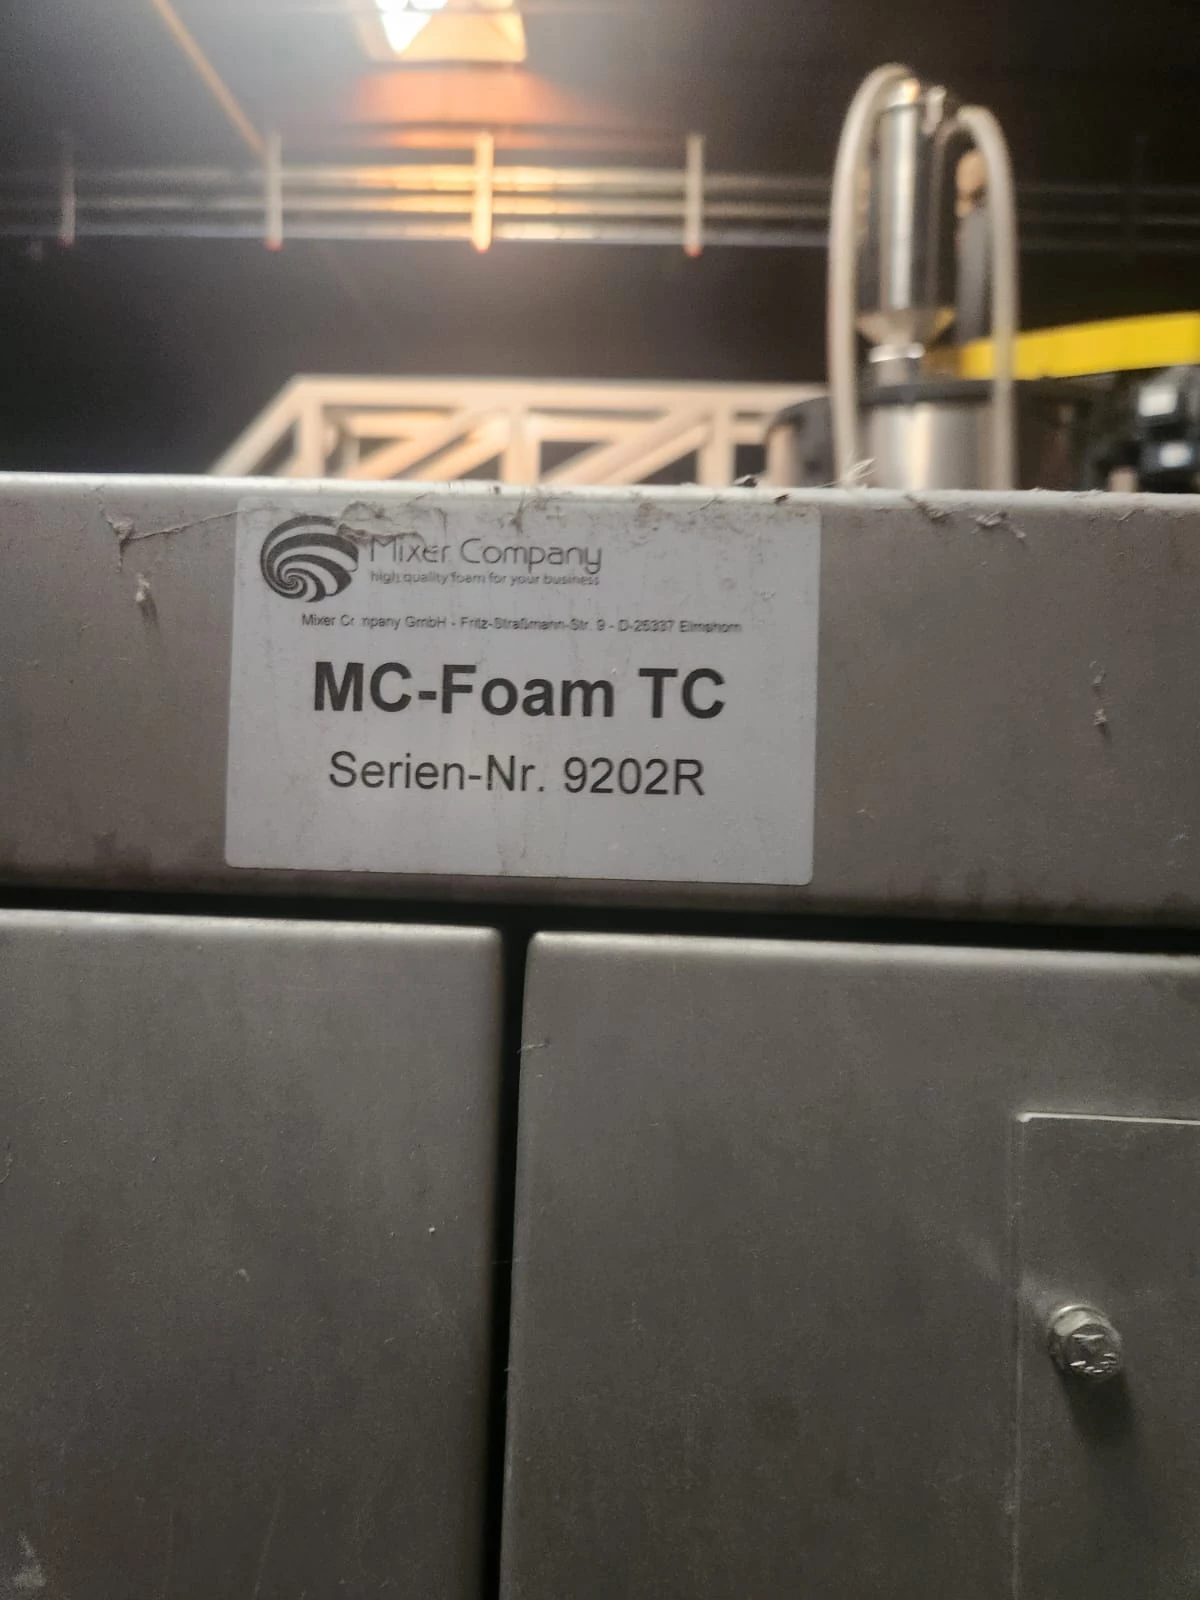 Mixer Company
high quality foam for your business
Mixer Company GmbH - Fritz-Straßmann-Str. 9 - D-25337 Elmshorn
MC-Foam TC
Serien-Nr. 9202R